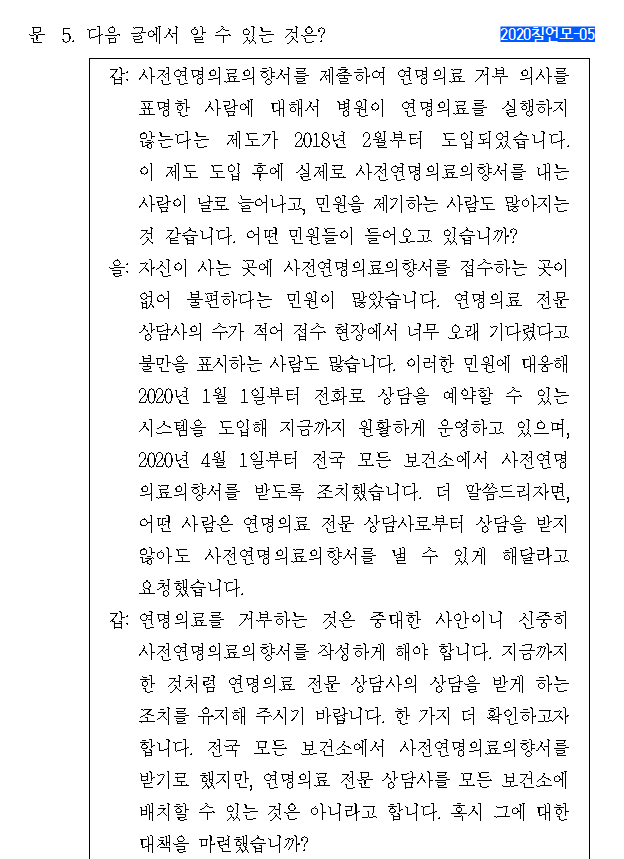 문 5. 다음 글에서 알 수 있는 것은?
2020침언모-05
갑: 사전연명의료의향서를 제출하여 연명의료 거부 의사를
표명한 사람에 대해서 병원이 연명의료를 실행하지
않는다는 제도가 2018년 2월부터 도입되었습니다.
이 제도 도입 후에 실제로 사전연명의료의향서를 내는
사람이 날로 늘어나고, 민원을 제기하는 사람도 많아지는
것 같습니다. 어떤 민원들이 들어오고 있습니까?
을: 자신이 사는 곳에 사전연명의료의향서를 접수하는 곳이
없어 불편하다는 민원이 많았습니다. 연명의료 전문
상담사의 수가 적어 접수 현장에서 너무 오래 기다렸다고
불만을 표시하는 사람도 많습니다. 이러한 민원에 대응해
2020년 1월 1일부터 전화로 상담을 예약할 수 있는
시스템을 도입해 지금까지 원활하게 운영하고 있으며,
2020년 4월 1일부터 전국 모든 보건소에서 사전연명
의료의향서를 받도록 조치했습니다. 더 말씀드리자면,
어떤 사람은 연명의료 전문 상담사로부터 상담을 받지
않아도 사전연명의료의향서를 낼 수 있게 해달라고
요청했습니다.
갑: 연명의료를 거부하는 것은 중대한 사안이니 신중히
사전연명의료의향서를 작성하게 해야 합니다. 지금까지
한 것처럼 연명의료 전문 상담사의 상담을 받게 하는
조치를 유지해 주시기 바랍니다. 한 가지 더 확인하고자
합니다. 전국 모든 보건소에서 사전연명의료의향서를
받기로 했지만, 연명의료 전문 상담사를 모든 보건소에
배치할 수 있는 것은 아니라고 합니다. 혹시 그에 대한
대책을 마련했습니까?